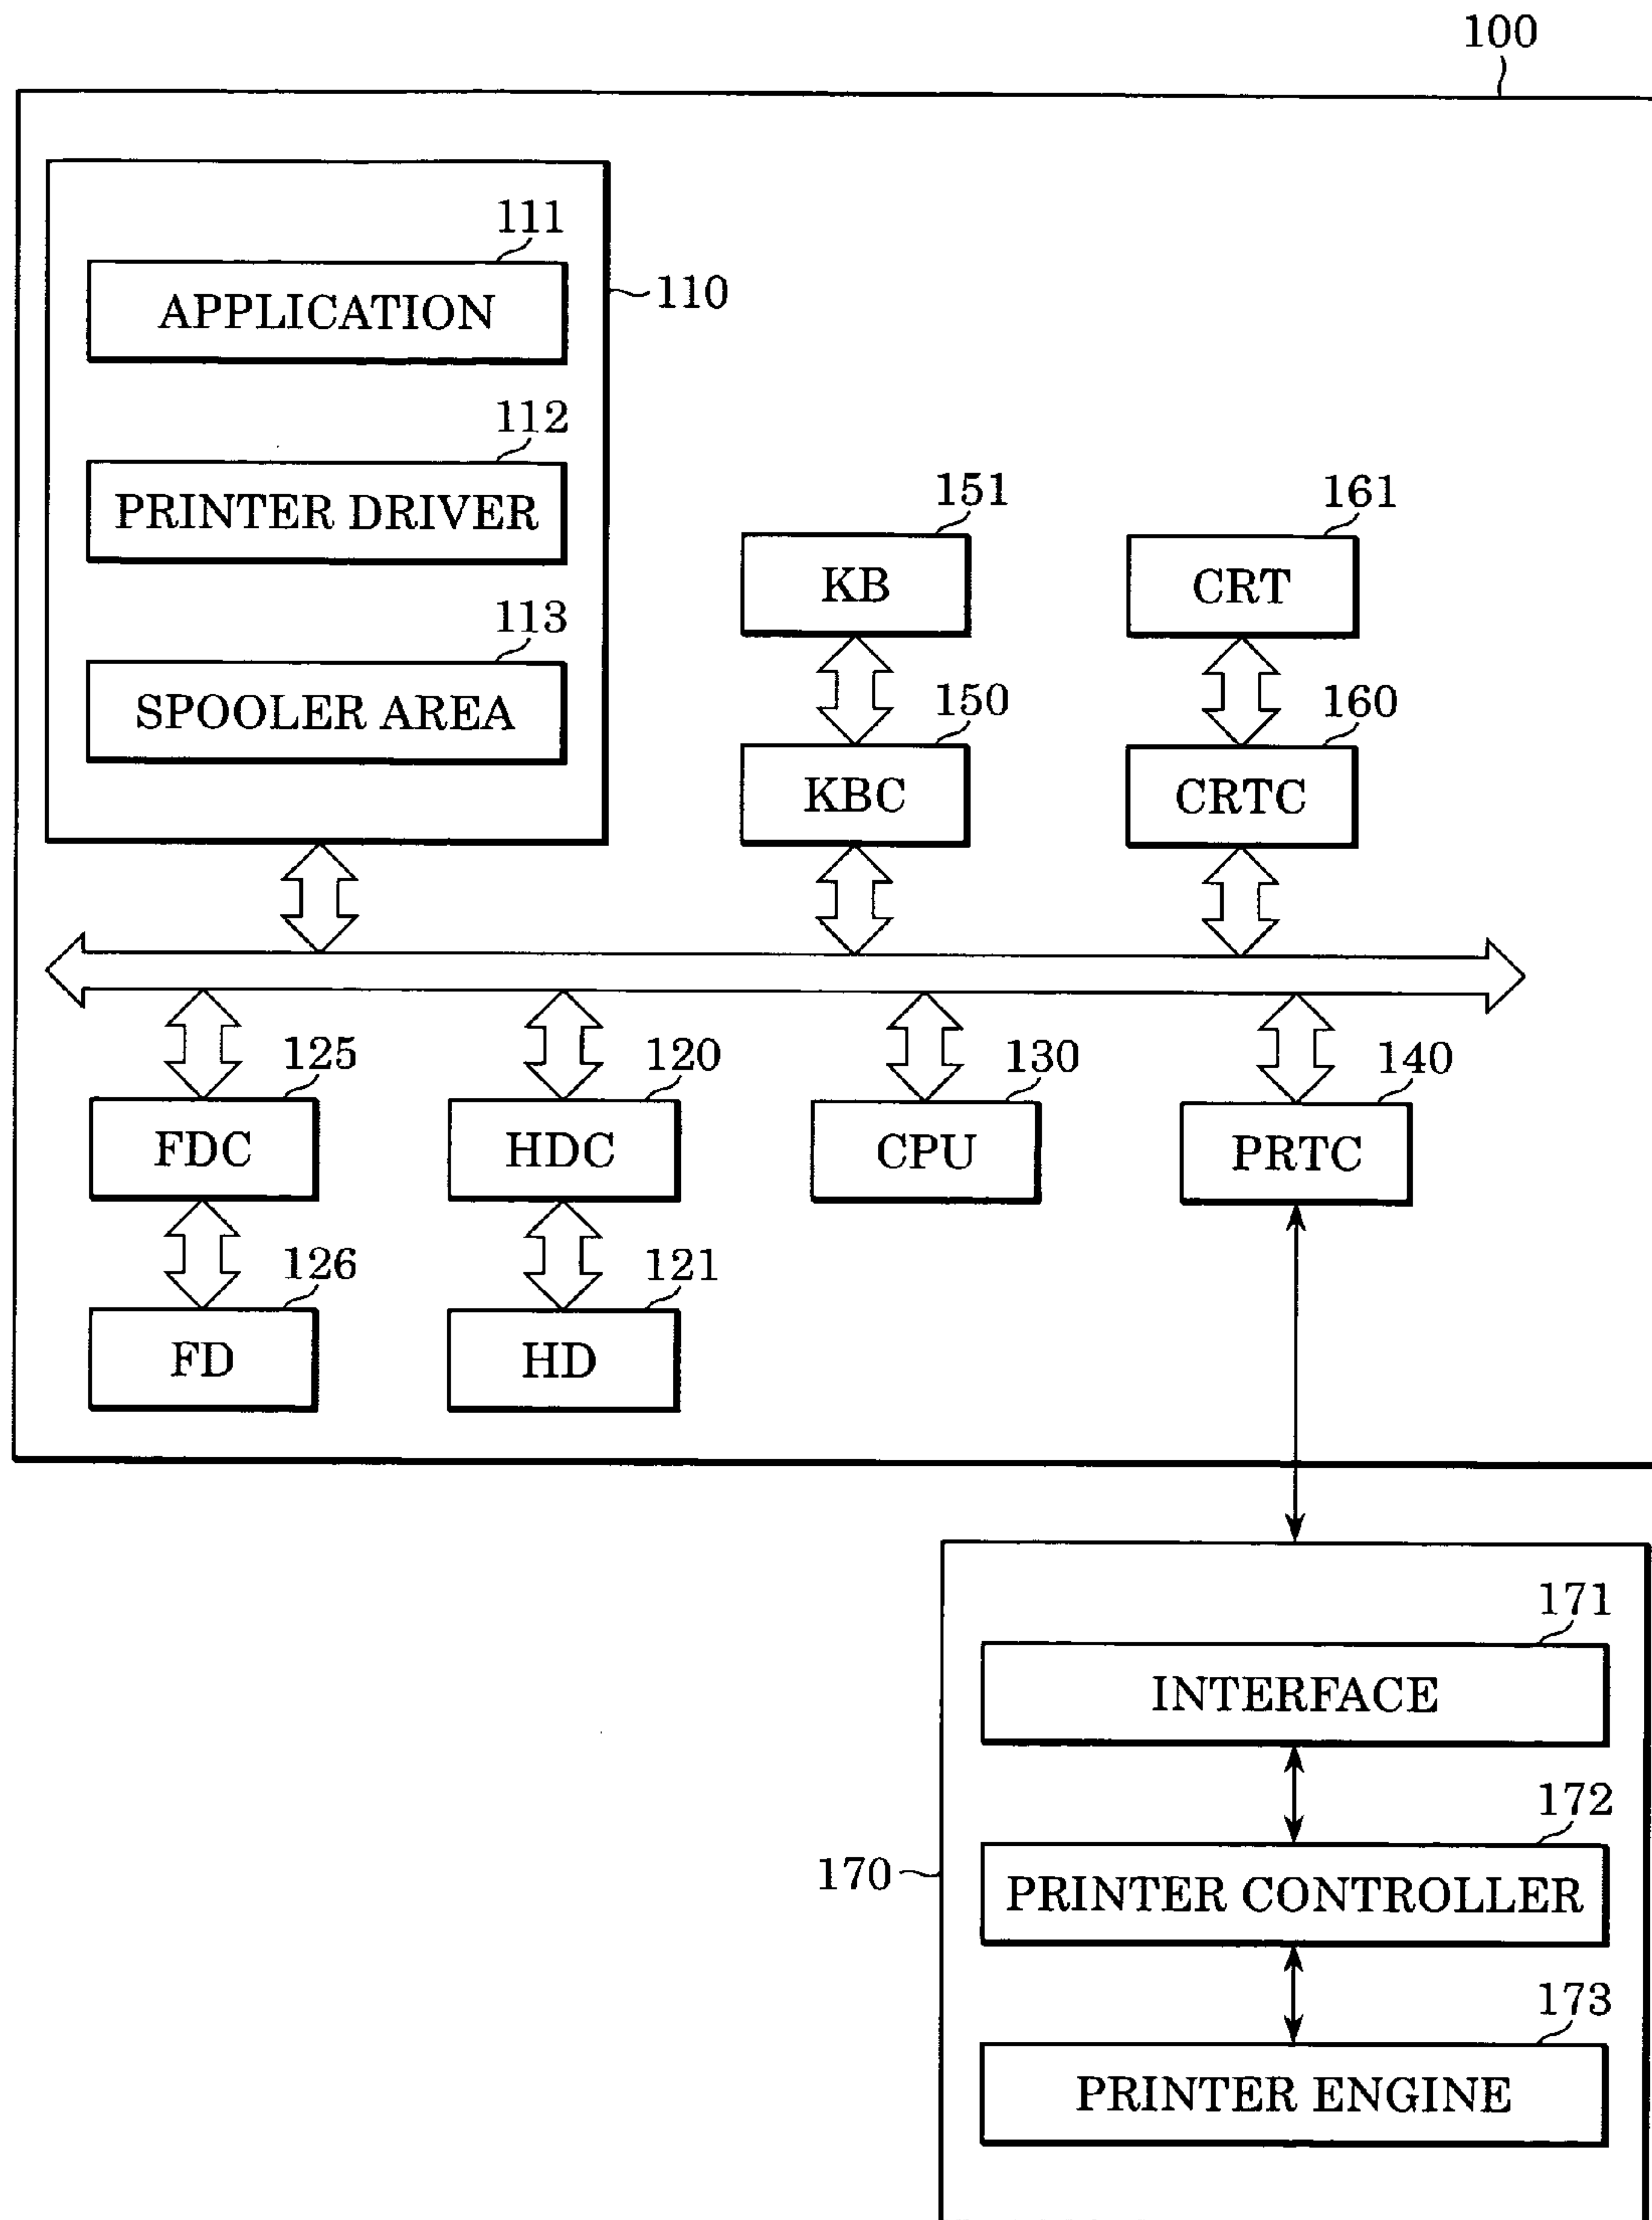 100
111
APPLICATION
110
112
PRINTER DRIVER
113
SPOOLER AREA
151
KB
161
CRT
150
KBC
160
CRTC
125
FDC
120
HDC
130
CPU
140
PRTC
126
FD
121
HD
171
INTERFACE
172
170
PRINTER CONTROLLER
173
PRINTER ENGINE